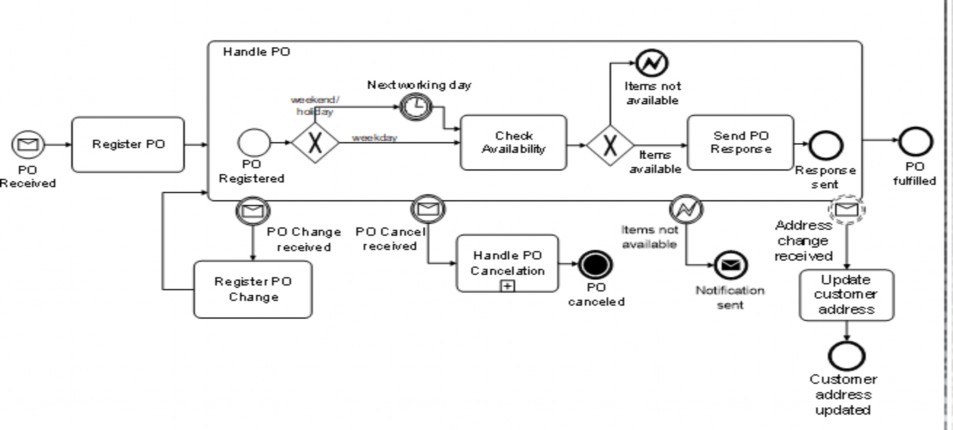 Handle PO
Next working day
weekend/
holiday
weekday
Items not
available
Register PO
PO
Received
PO
Registered
X
Check
Availability
X
Items
available
Send PO
Response
Response
sent
PO
fulfilled
PO Change
received
PO Cancel
received
Items not
available
Address
change
received
Register PO
Change
Handle PO
Cancelation
PO
canceled
Notification
sent
Update
customer
address
Customer
address
updated